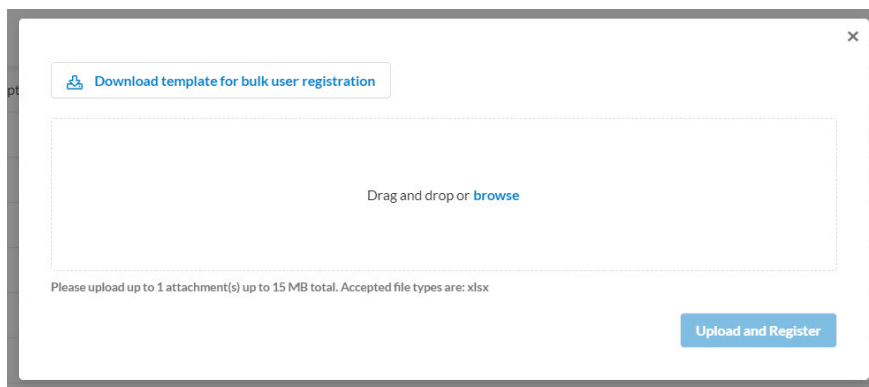 ×
Download template for bulk user registration
pt
Drag and drop or browse
Please upload up to 1 attachment(s) up to 15 MB total. Accepted file types are: xlsx
Upload and Register